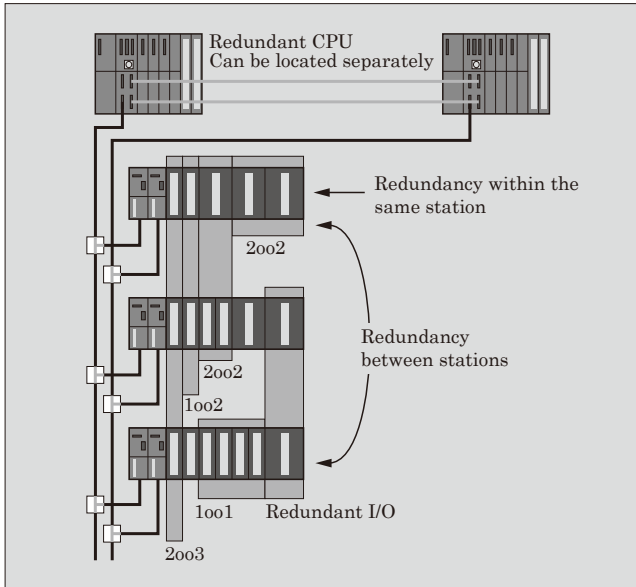 Redundant CPU
Can be located separately
Redundancy within the
same station
2oo2
Redundancy
between stations
2oo2
1oo2
1oo1
Redundant I/O
2oo3